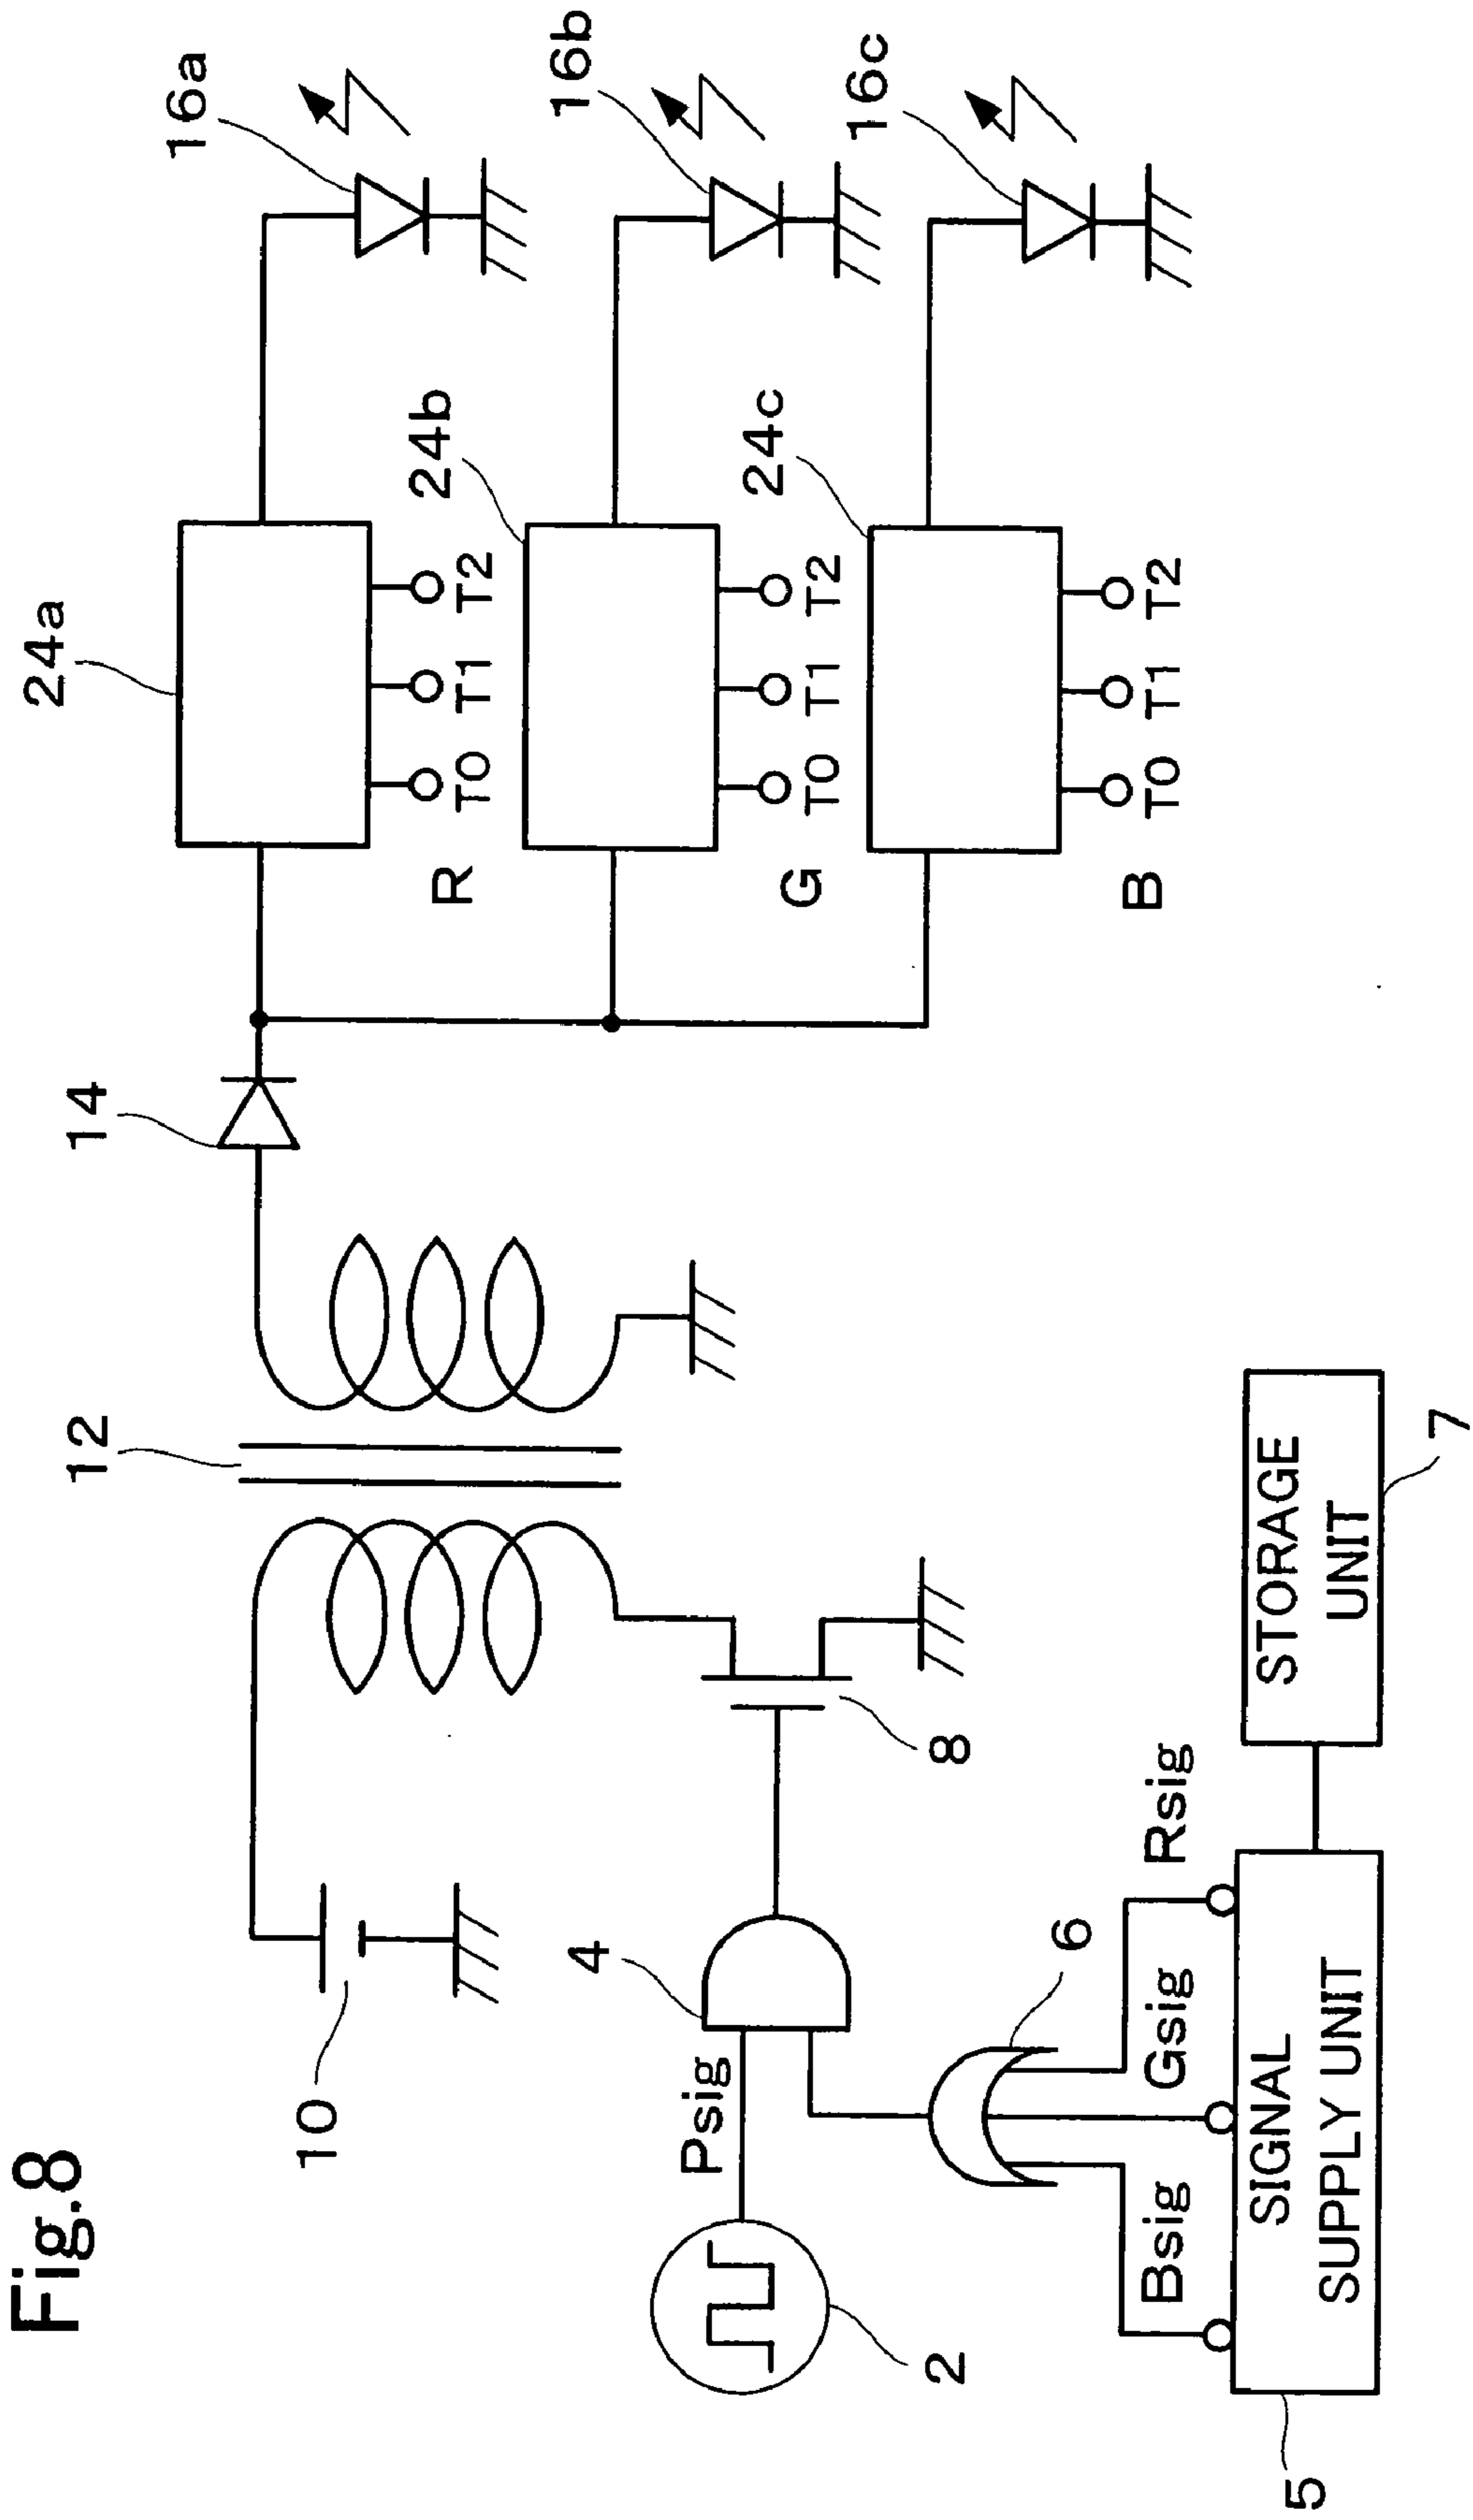 Fig.8
10
12
14
24a
16a
R
T0
T1
T2
24b
16b
G
T0
T1
T2
24c
16c
B
T0
T1
T2
4
Psig
2
8
6
Bsig
Gsig
Rsig
SIGNAL
SUPPLY UNIT
5
STORAGE
UNIT
7